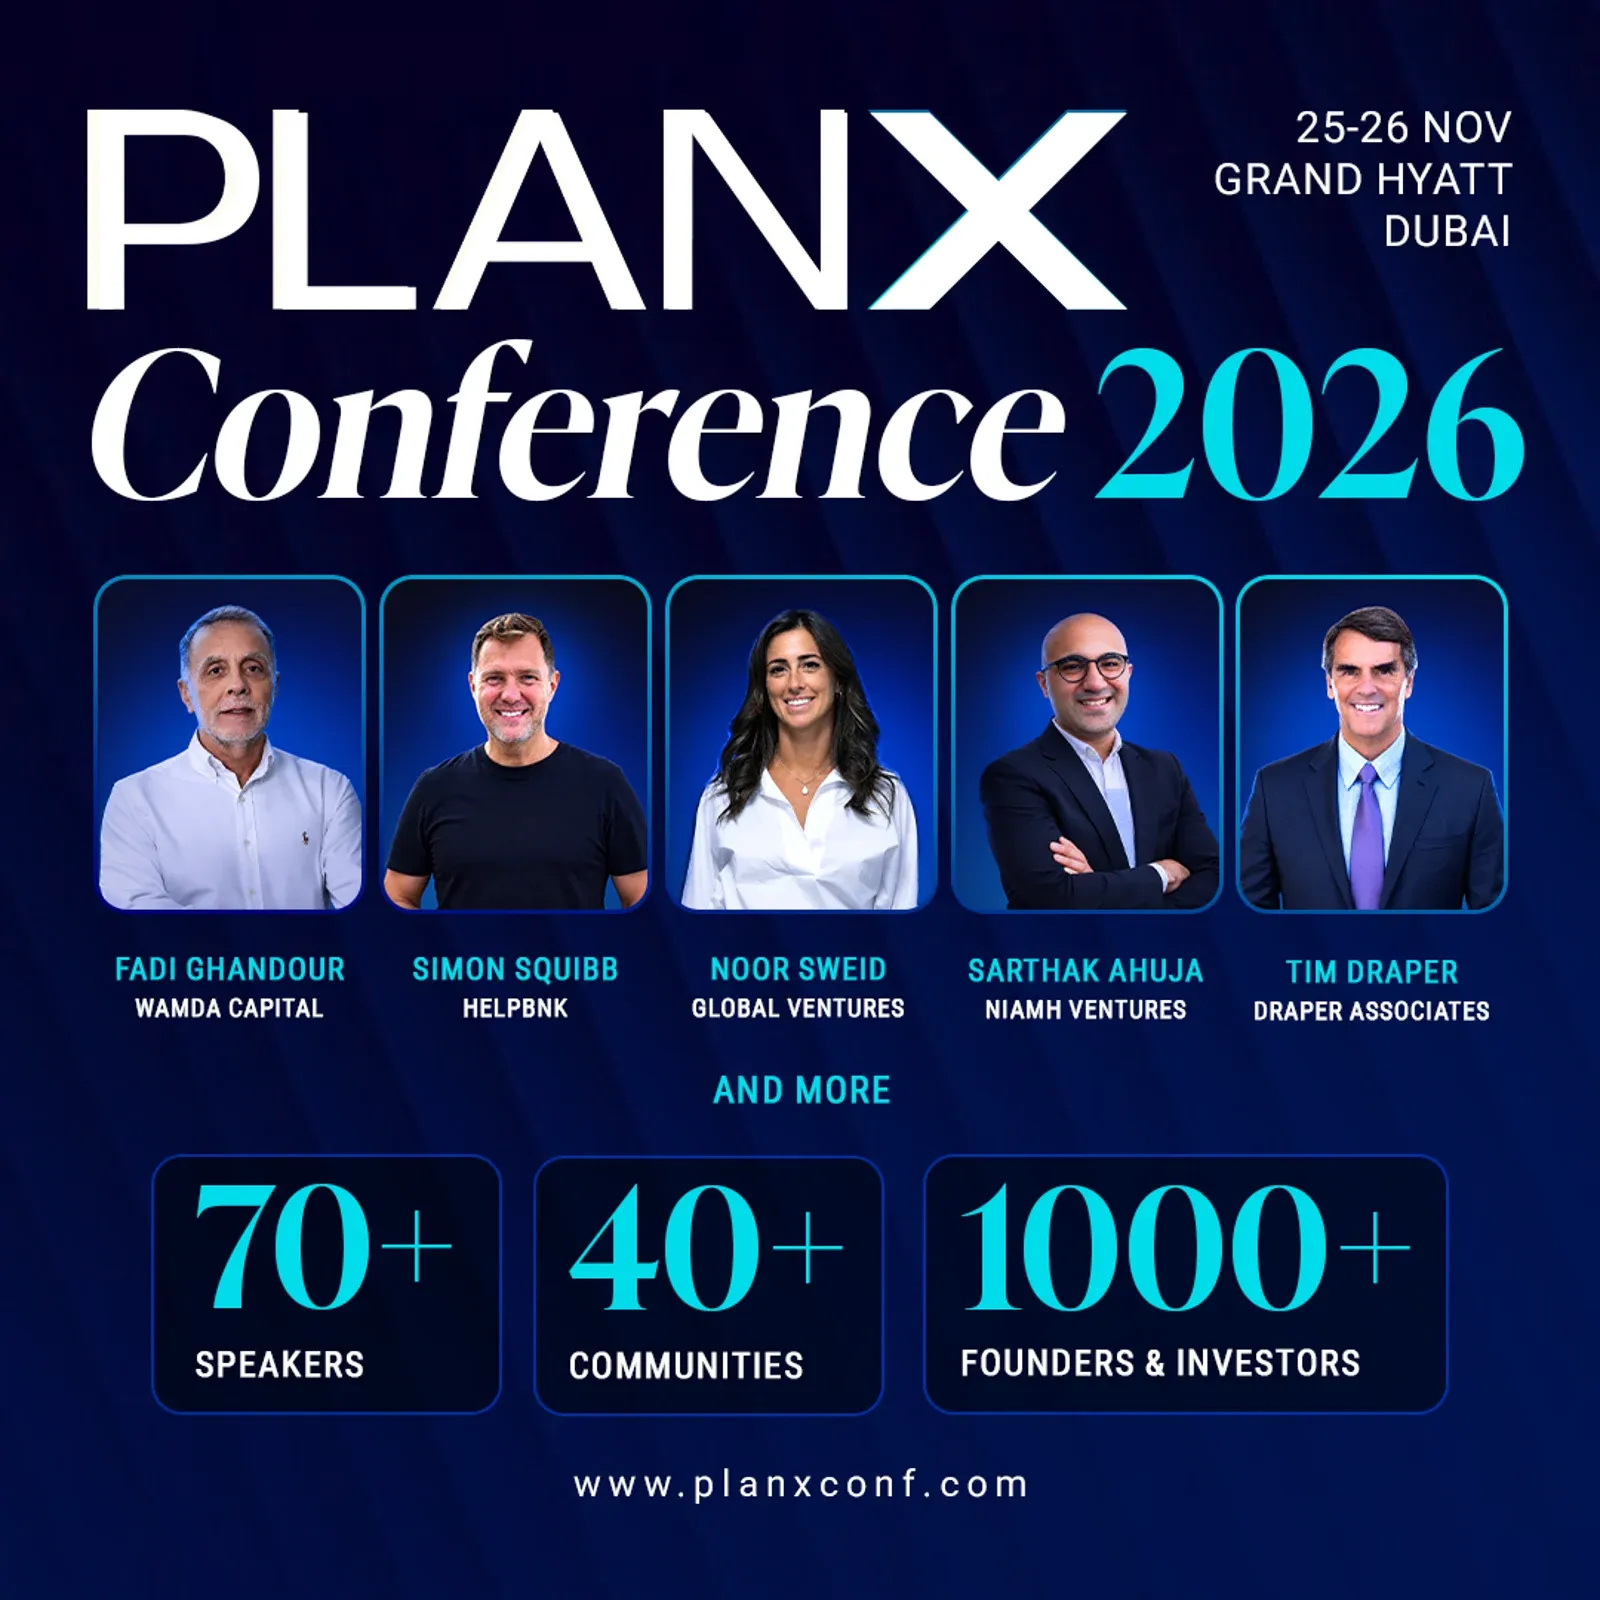 PLANX
25-26 NOV
GRAND HYATT
DUBAI
Conference 2026
FADI GHANDOUR
WAMDA CAPITAL
SIMON SQUIBB
HELPBNK
NOOR SWEID
GLOBAL VENTURES
SARTHAK AHUJA
NIAMH VENTURES
TIM DRAPER
DRAPER ASSOCIATES
AND MORE
70+
SPEAKERS
40+
COMMUNITIES
1000+
FOUNDERS & INVESTORS
www.planxconf.com